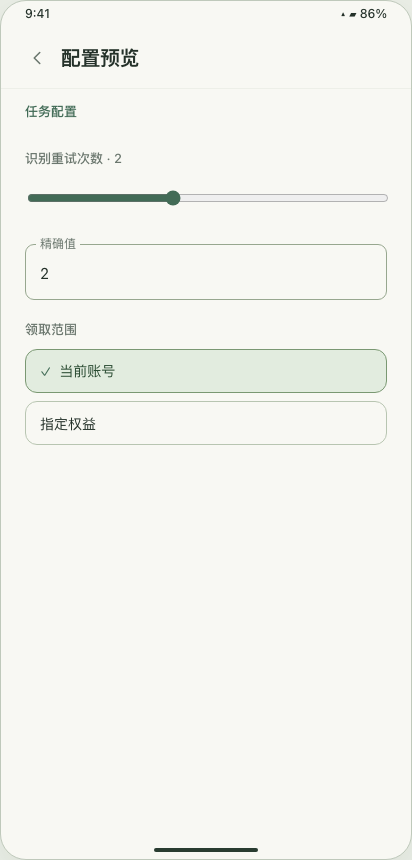 9:41
86%
配置预览
任务配置
识别重试次数 · 2
精确值
2
领取范围
✓ 当前账号
指定权益